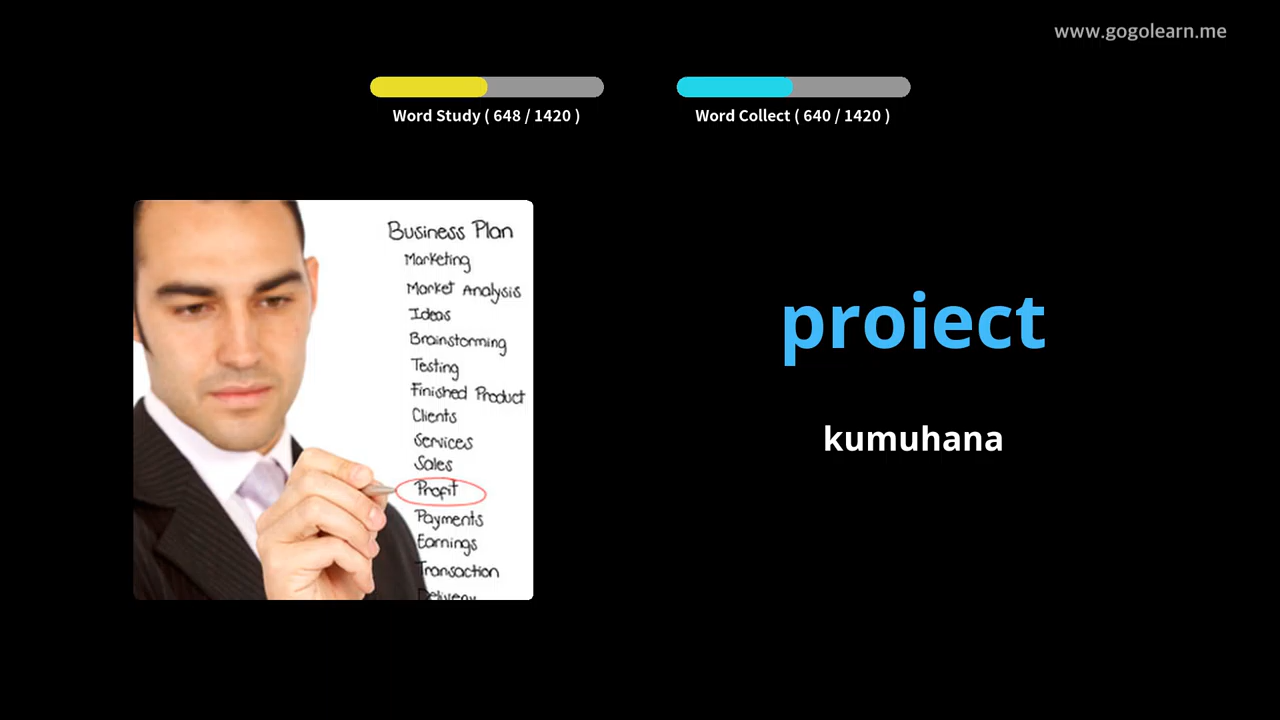 www.gogolearn.me
Word Study ( 648 / 1420 )
Word Collect ( 640 / 1420 )
Business Plan
Marketing
Market Analysis
Ideas
Brainstorming
Testing
Finished Product
Clients
Services
Sales
Profit
Payments
Earnings
Transaction
Delivery
proiect
kumuhana